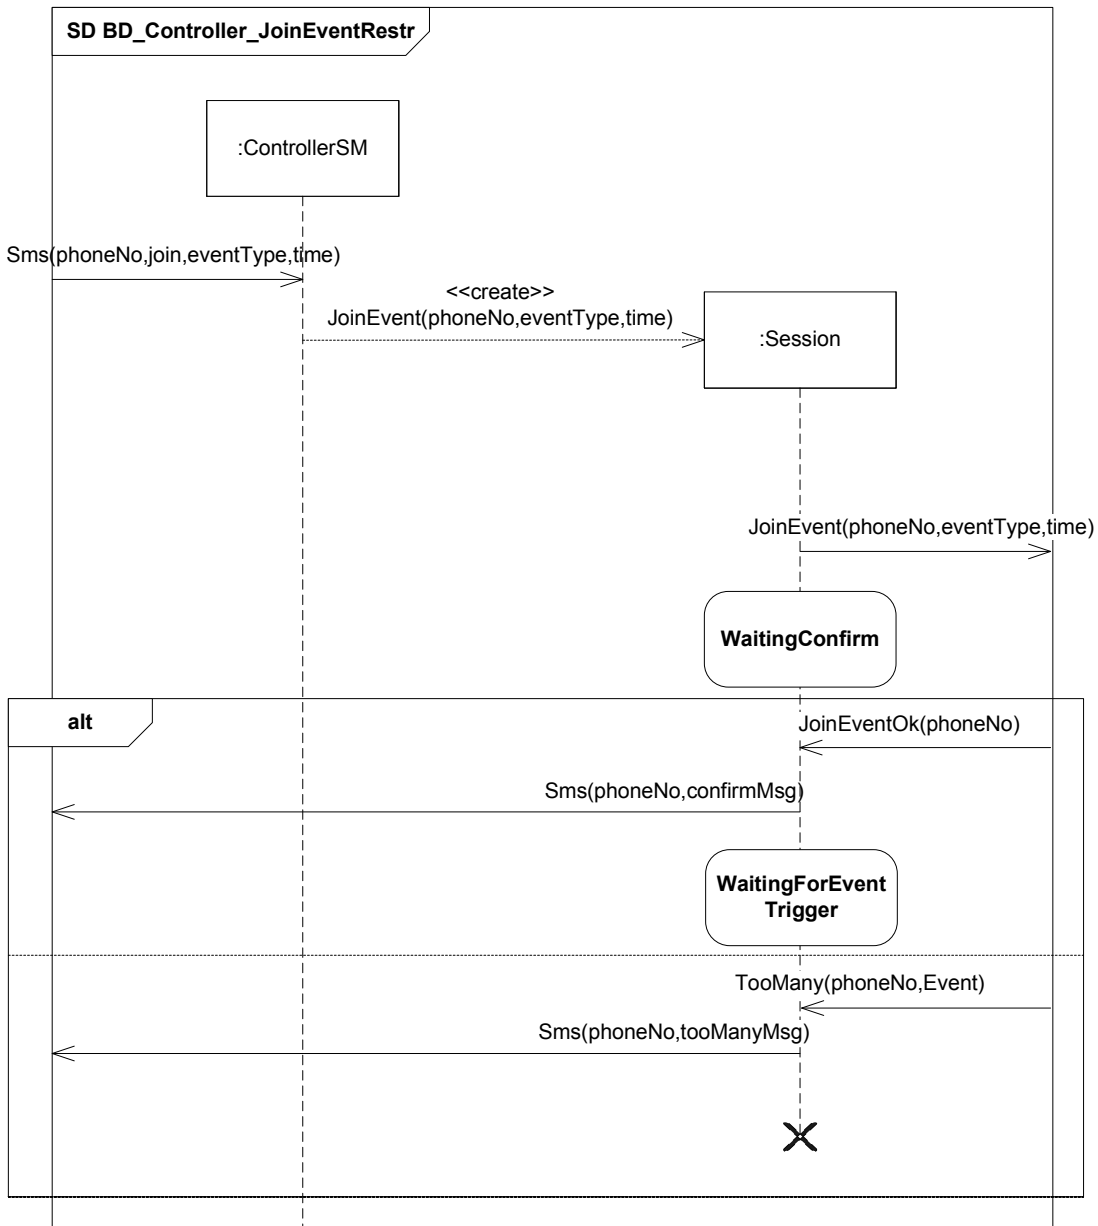 SD BD_Controller_JoinEventRestr
:ControllerSM
Sms(phoneNo,join,eventType,time)
<<create>>
JoinEvent(phoneNo,eventType,time)
:Session
JoinEvent(phoneNo,eventType,time)
WaitingConfirm
alt
JoinEventOk(phoneNo)
Sms(phoneNo,confirmMsg)
WaitingForEvent
Trigger
TooMany(phoneNo,Event)
Sms(phoneNo,tooManyMsg)